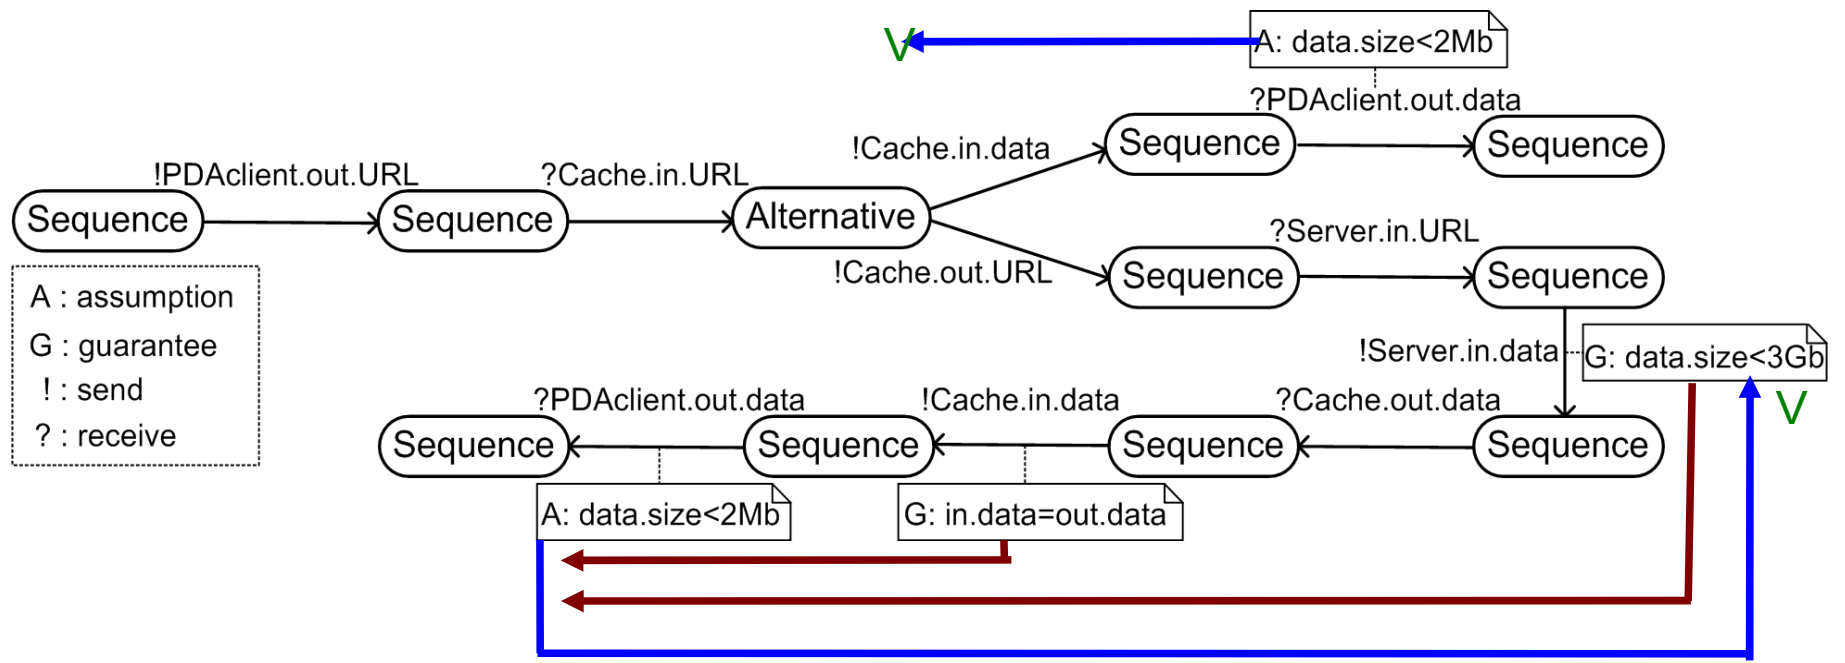 V
A: data.size<2Mb
?PDAclient.out.data
!Cache.in.data
Sequence
Sequence
!PDAclient.out.URL
?Cache.in.URL
Sequence
Sequence
Alternative
?Server.in.URL
!Cache.out.URL
Sequence
Sequence
A : assumption
G : guarantee
! : send
? : receive
!Server.in.data
G: data.size<3Gb
V
?PDAclient.out.data
!Cache.in.data
?Cache.out.data
Sequence
Sequence
Sequence
Sequence
A: data.size<2Mb
G: in.data=out.data